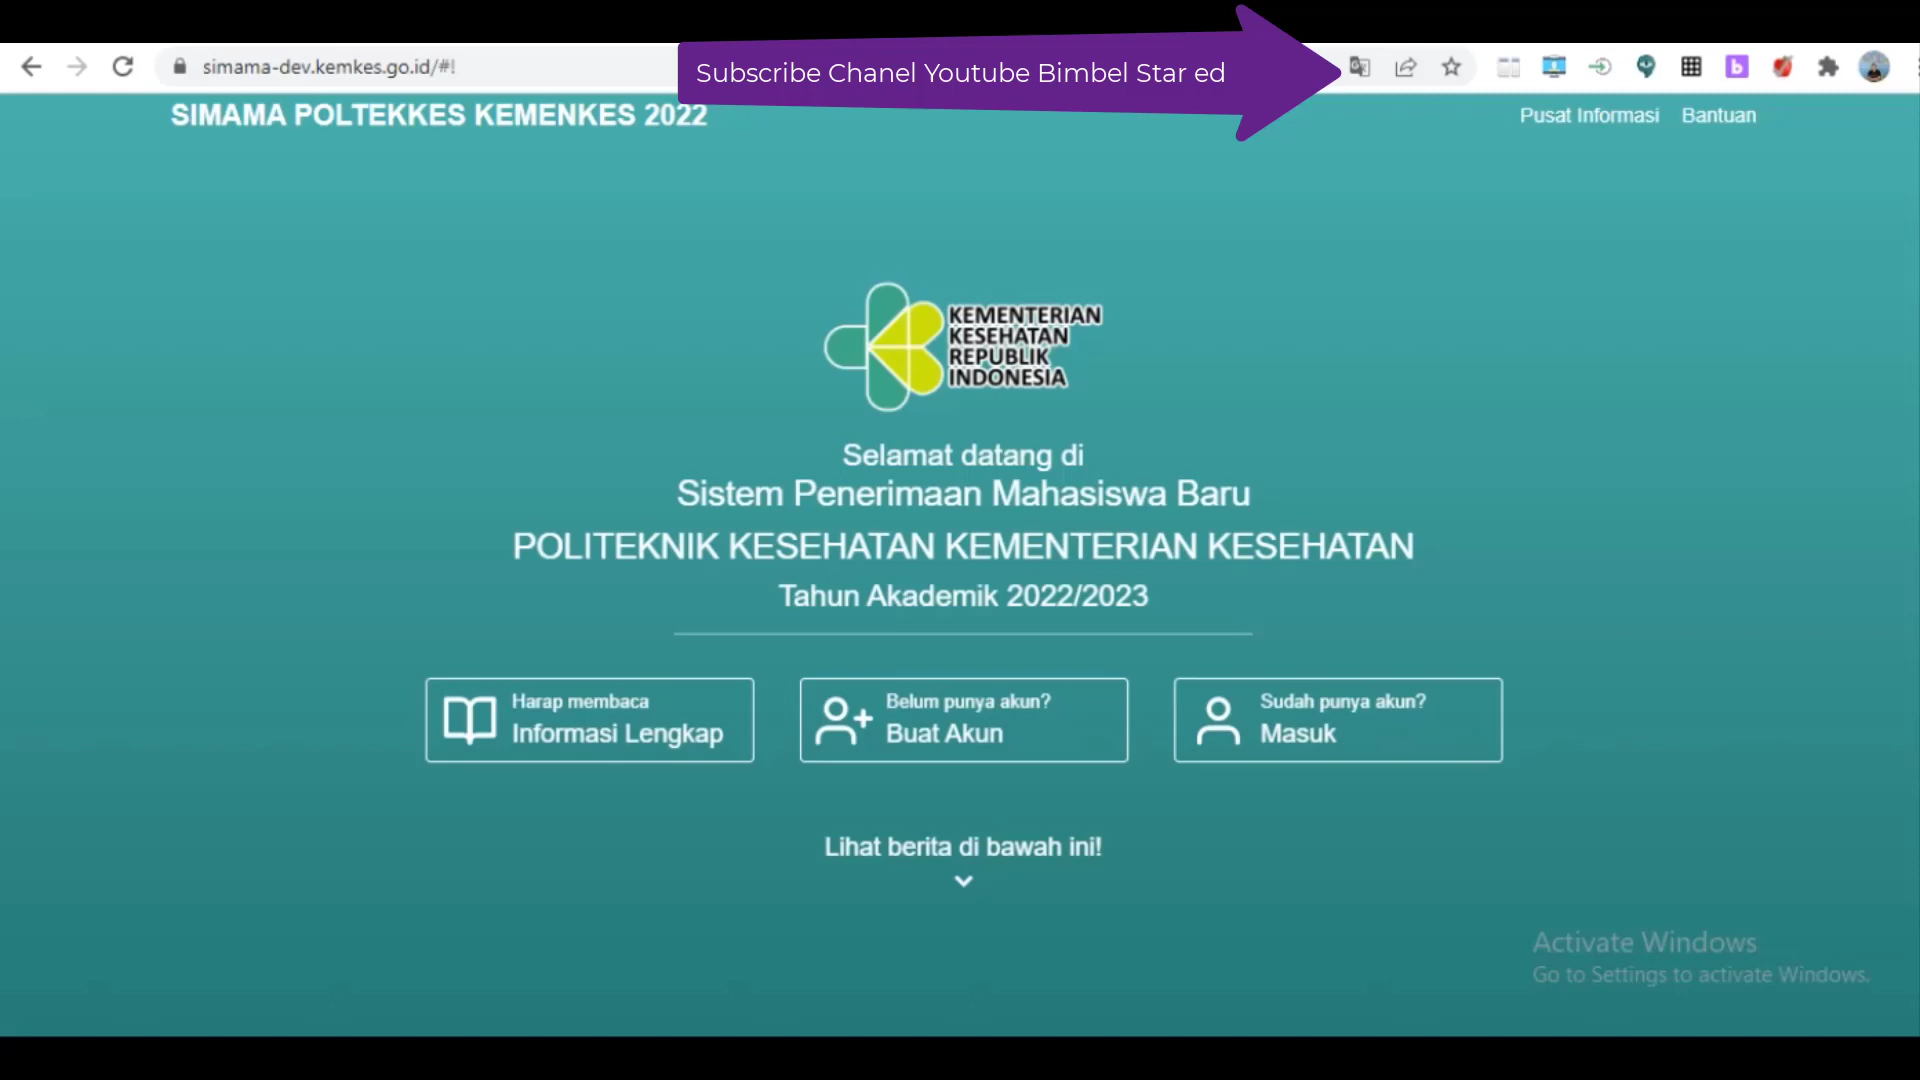 simama-dev.kemkes.go.id/#!
Subscribe Chanel Youtube Bimbel Star ed
b
SIMAMA POLTEKKES KEMENKES 2022
Pusat Informasi
Bantuan
KEMENTERIAN
KESEHATAN
REPUBLIK
INDONESIA
Selamat datang di
Sistem Penerimaan Mahasiswa Baru
POLITEKNIK KESEHATAN KEMENTERIAN KESEHATAN
Tahun Akademik 2022/2023
Harap membaca
Informasi Lengkap
Belum punya akun?
Buat Akun
Sudah punya akun?
Masuk
Lihat berita di bawah ini!
Activate Windows
Go to Settings to activate Windows.